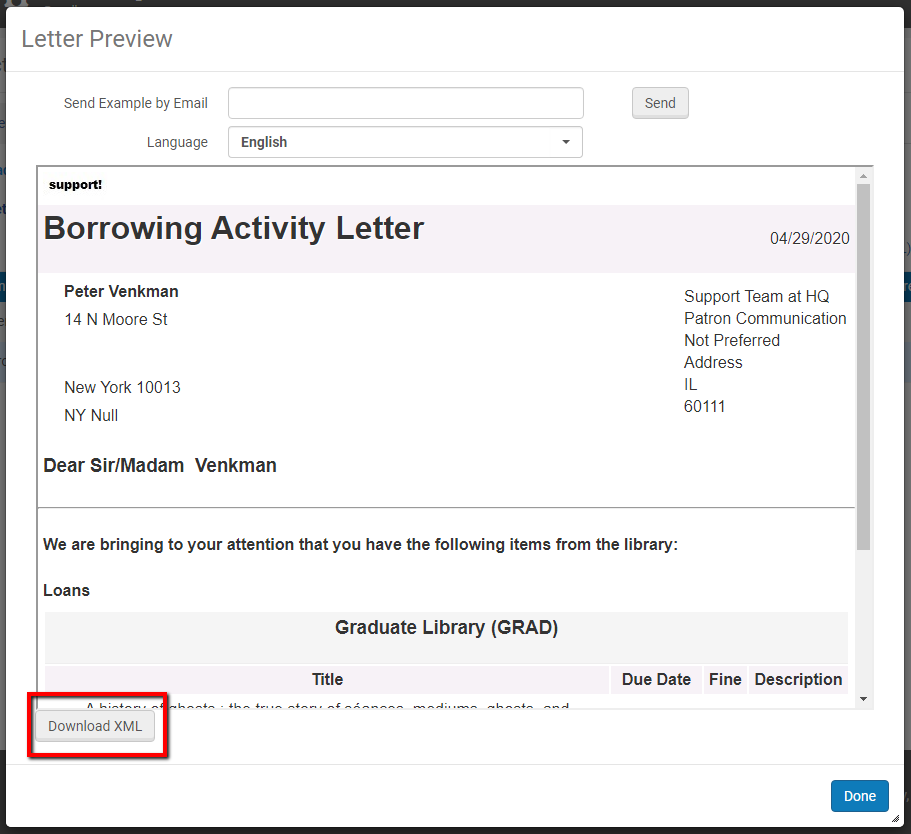 Letter Preview
Send Example by Email
Send
Language
English
support!
Borrowing Activity Letter
04/29/2020
Peter Venkman
14 N Moore St
New York 10013
NY Null
Support Team at HQ
Patron Communication
Not Preferred
Address
IL
60111
Dear Sir/Madam Venkman
We are bringing to your attention that you have the following items from the library:
Loans
Graduate Library (GRAD)
Title Due Date Fine Description
A history of ghosts : the true story of séances, mediums, ghosts, and
Download XML
Done